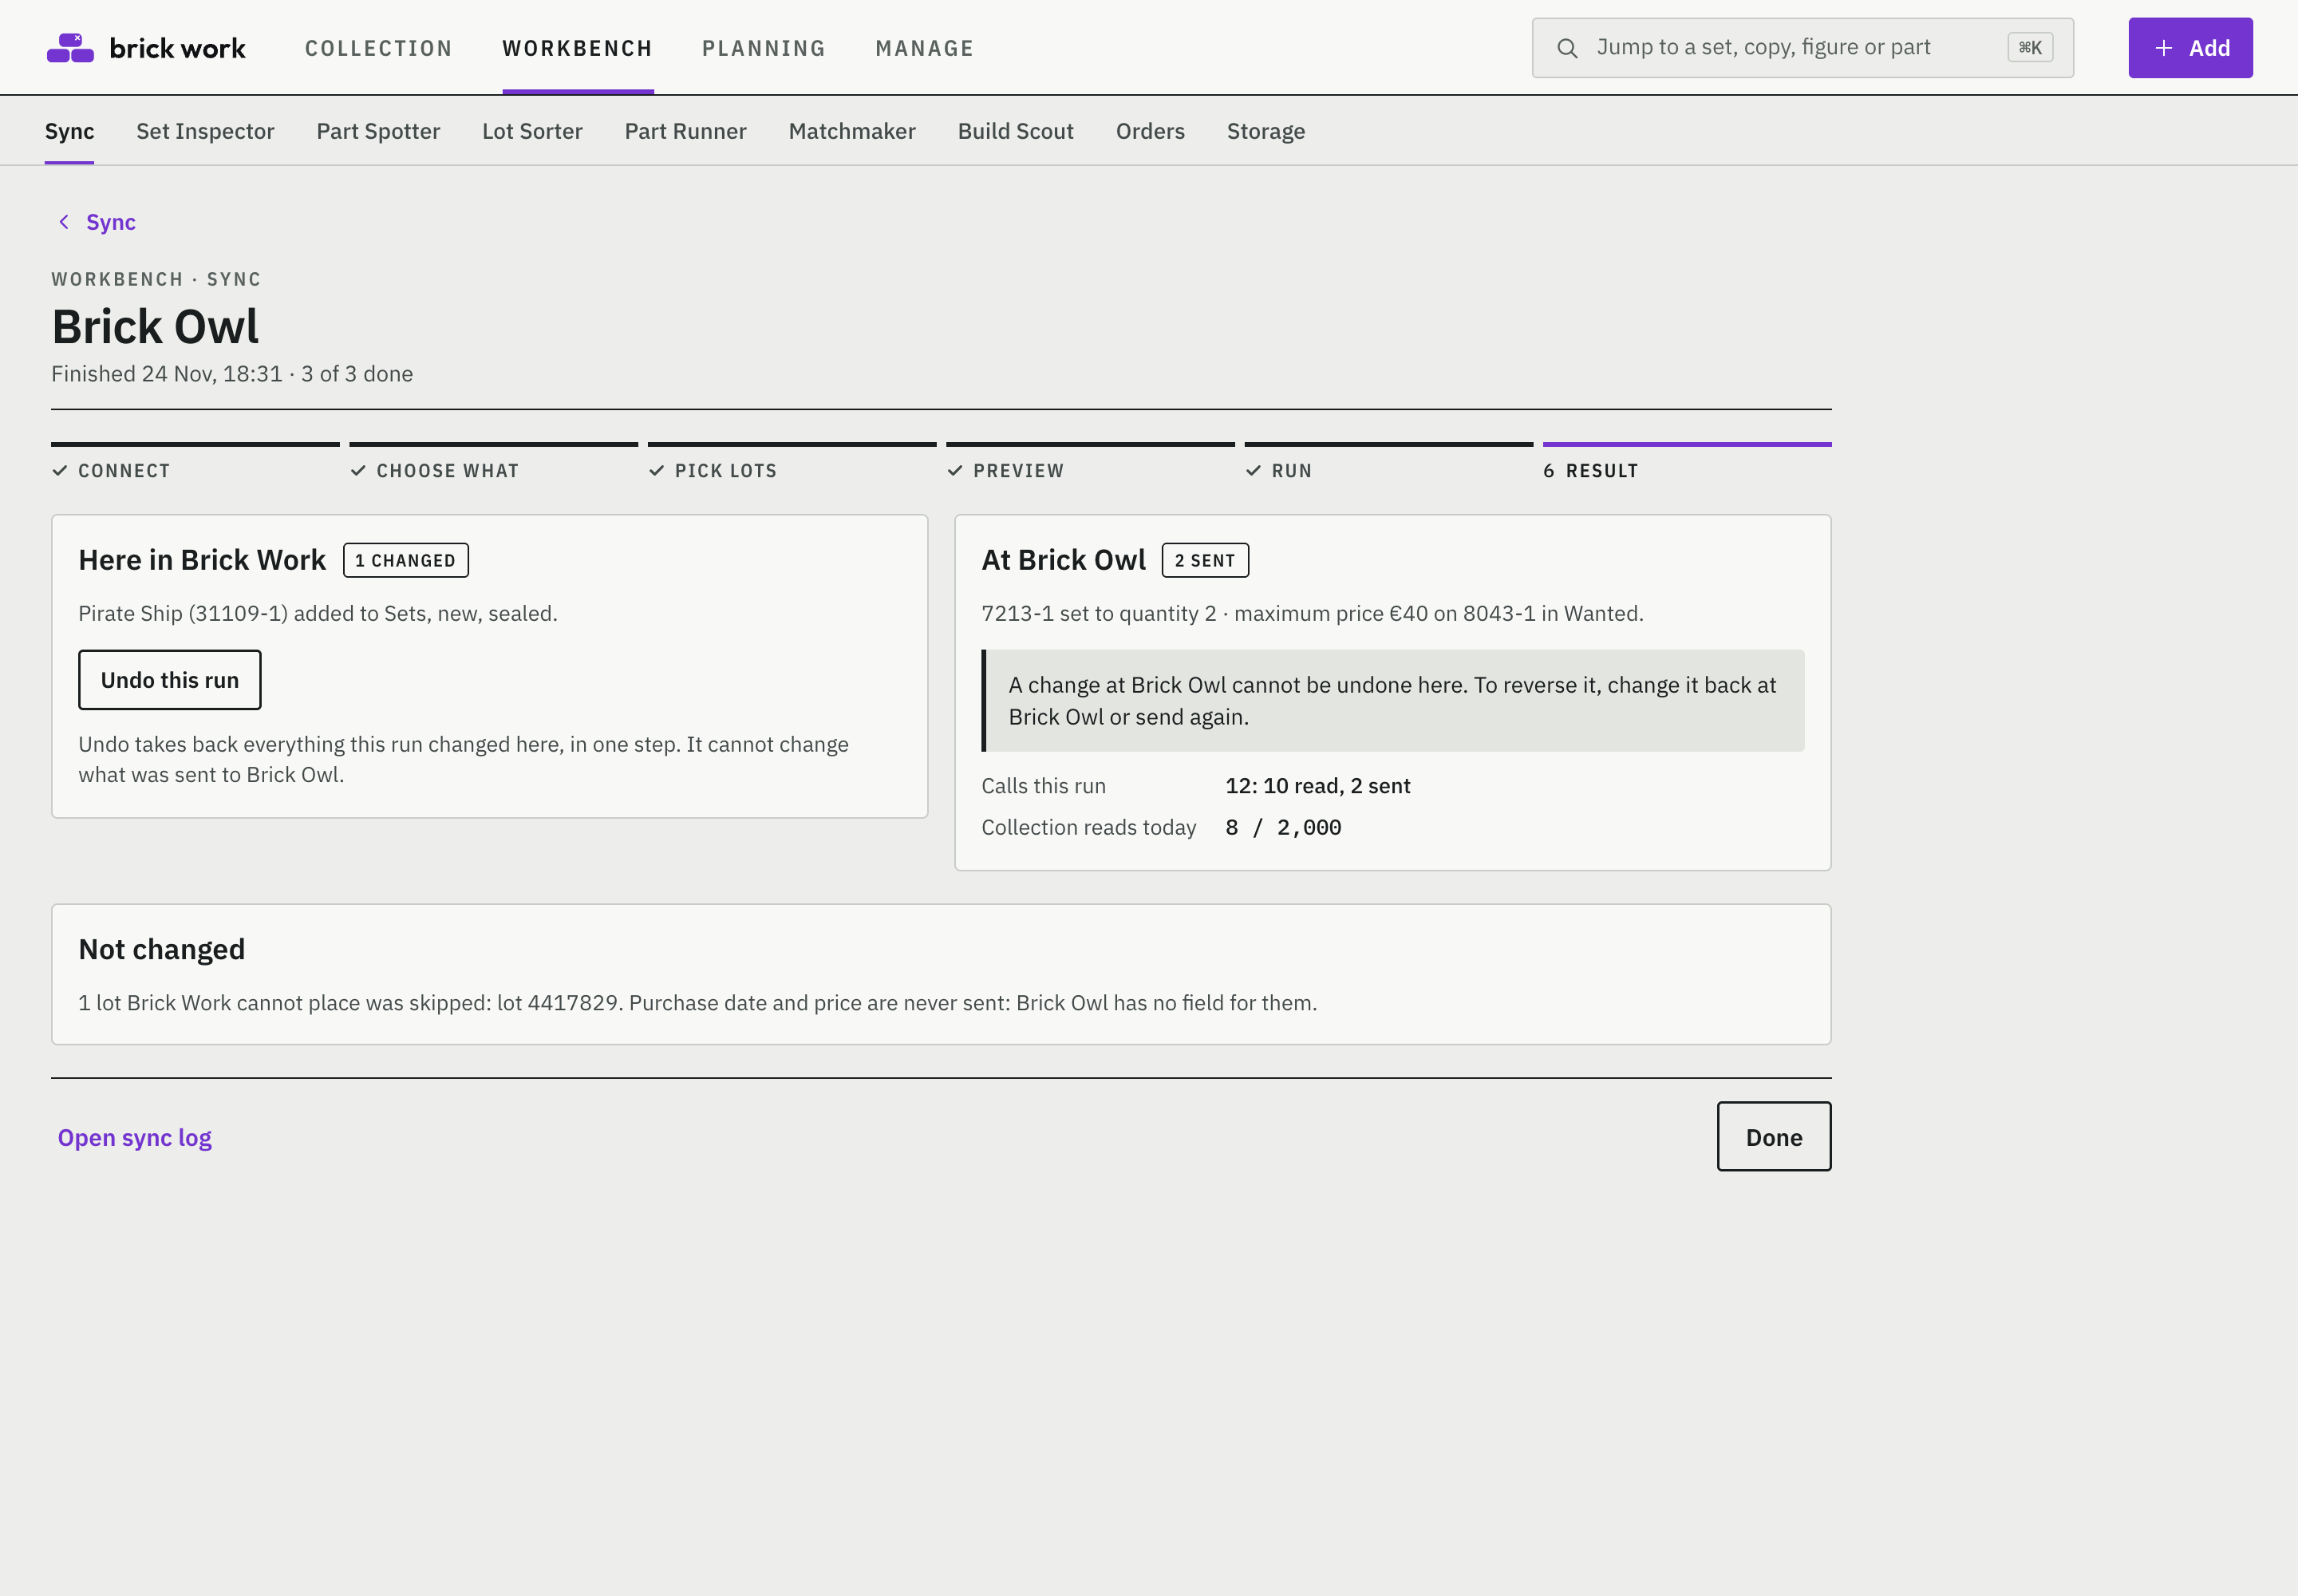 brick work
COLLECTION
WORKBENCH
PLANNING
MANAGE
Jump to a set, copy, figure or part
⌘K
+ Add
Sync
Set Inspector
Part Spotter
Lot Sorter
Part Runner
Matchmaker
Build Scout
Orders
Storage
Sync
WORKBENCH · SYNC
Brick Owl
Finished 24 Nov, 18:31 · 3 of 3 done
CONNECT
CHOOSE WHAT
PICK LOTS
PREVIEW
RUN
6 RESULT
Here in Brick Work
1 CHANGED
Pirate Ship (31109-1) added to Sets, new, sealed.
Undo this run
Undo takes back everything this run changed here, in one step. It cannot change
what was sent to Brick Owl.
At Brick Owl
2 SENT
7213-1 set to quantity 2 · maximum price €40 on 8043-1 in Wanted.
A change at Brick Owl cannot be undone here. To reverse it, change it back at
Brick Owl or send again.
Calls this run 12: 10 read, 2 sent
Collection reads today 8 / 2,000
Not changed
1 lot Brick Work cannot place was skipped: lot 4417829. Purchase date and price are never sent: Brick Owl has no field for them.
Open sync log
Done